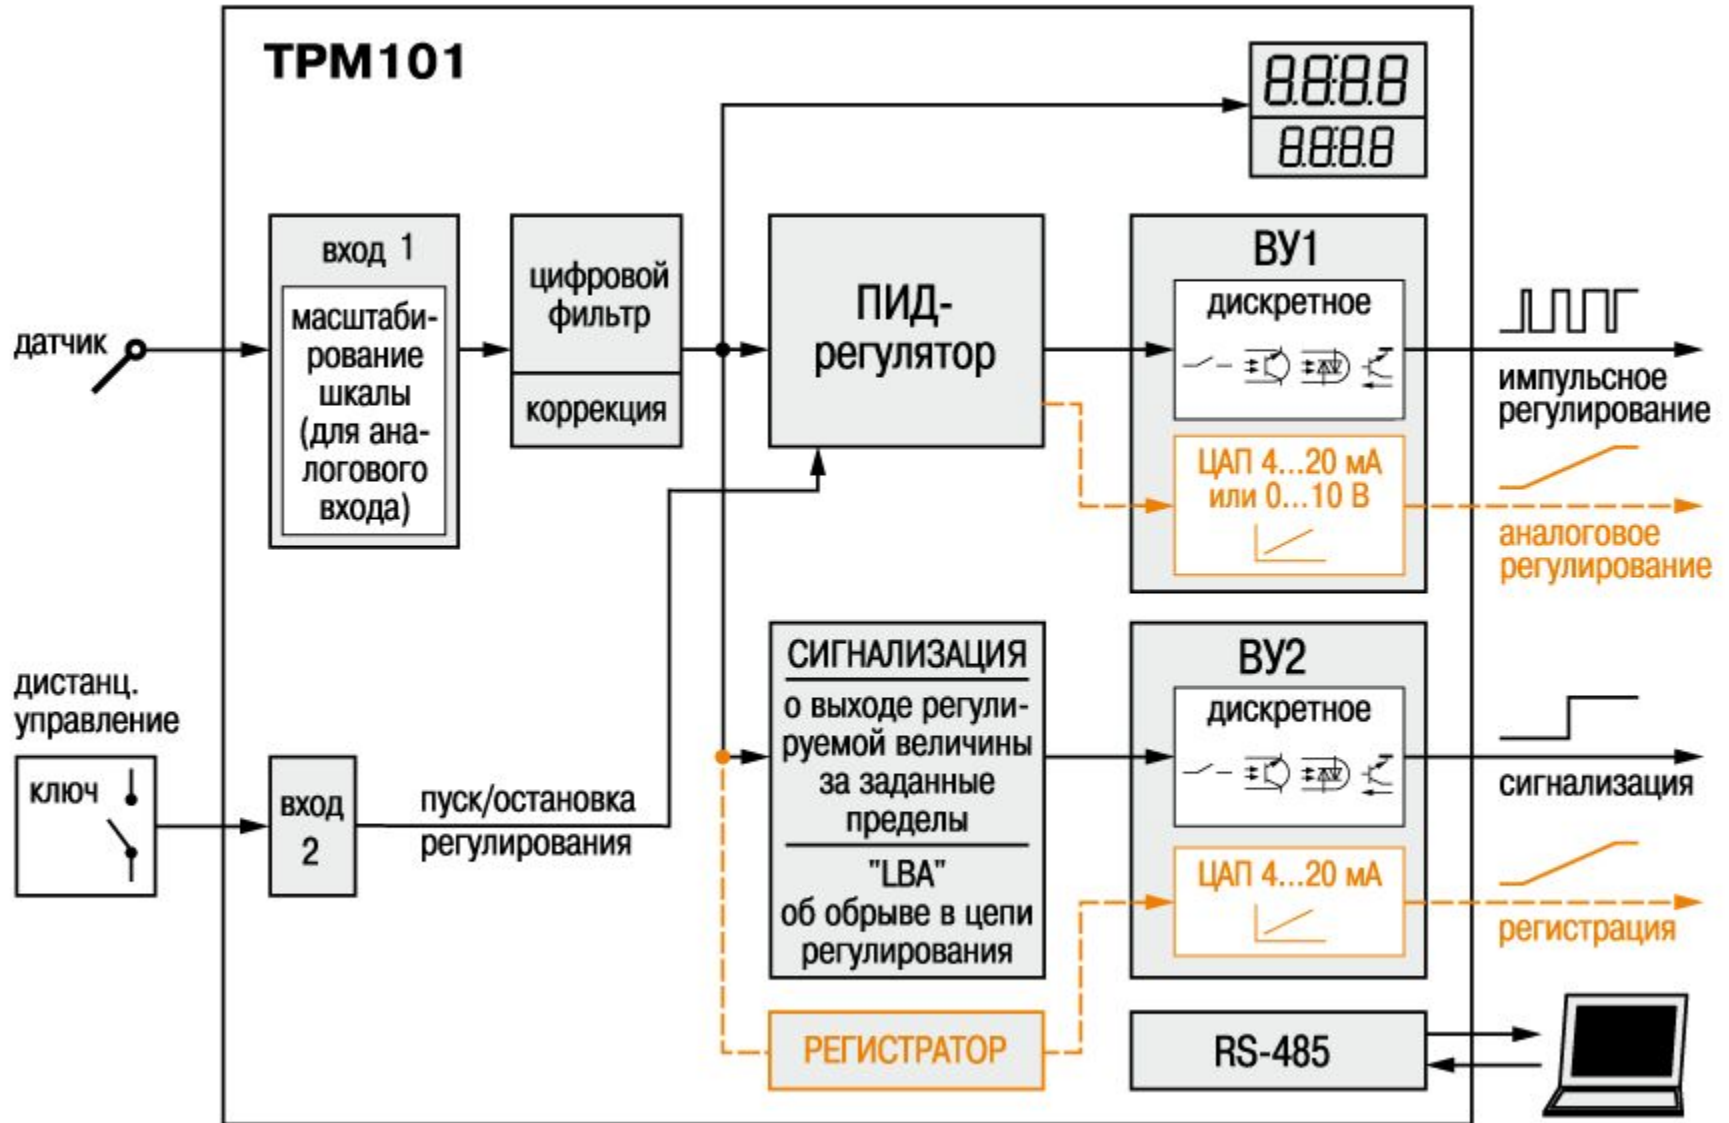 ТРМ101
8.8:8.8
8.8:8.8
датчик
вход 1
масштаби-
рование
шкалы
(для ана-
логового
входа)
цифровой
фильтр
коррекция
ПИД-
регулятор
ВУ1
дискретное
ЦАП 4...20 мА
или 0...10 В
импульсное
регулирование
аналоговое
регулирование
дистанц.
управление
ключ
вход
2
пуск/остановка
регулирования
СИГНАЛИЗАЦИЯ
о выходе регули-
руемой величины
за заданные
пределы
"LBA"
об обрыве в цепи
регулирования
ВУ2
дискретное
ЦАП 4...20 мА
сигнализация
регистрация
РЕГИСТРАТОР
RS-485